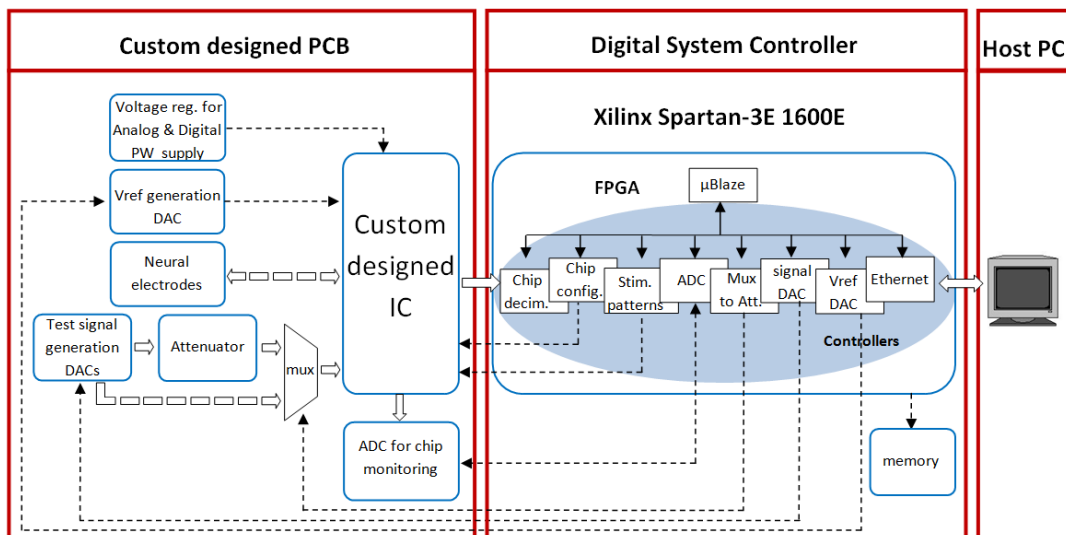 Custom designed PCB
Digital System Controller
Host PC
Voltage reg. for
Analog & Digital
PW supply
Xilinx Spartan-3E 1600E
Vref generation
DAC
Custom
designed
IC
FPGA
µBlaze
Neural
electrodes
Chip
decim.
Chip
config.
Stim.
patterns
ADC
Mux
to Att.
signal
DAC
Vref
DAC
Ethernet
Controllers
Test signal
generation
DACs
Attenuator
mux
ADC for chip
monitoring
memory